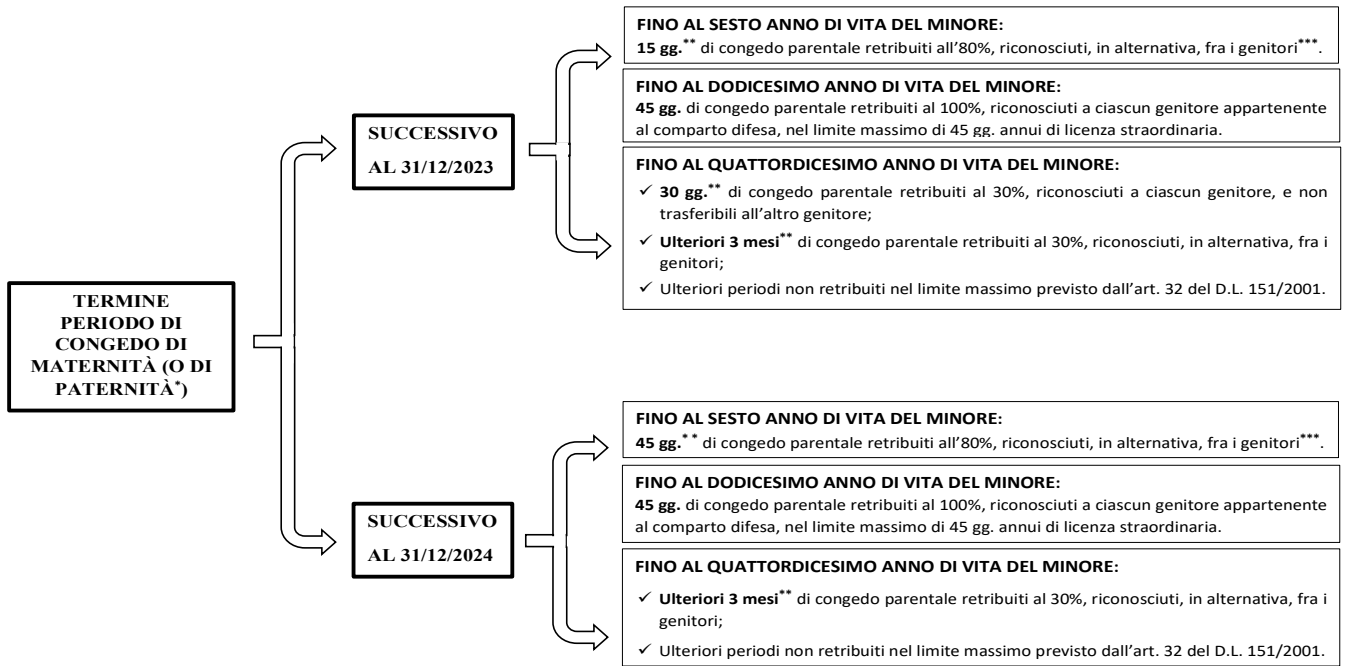 FINO AL SESTO ANNO DI VITA DEL MINORE:
15 gg.** di congedo parentale retribuiti all'80%, riconosciuti, in alternativa, fra i genitori***.
FINO AL DODICESIMO ANNO DI VITA DEL MINORE:
45 gg. di congedo parentale retribuiti al 100%, riconosciuti a ciascun genitore appartenente
al comparto difesa, nel limite massimo di 45 gg. annui di licenza straordinaria.
SUCCESSIVO
AL 31/12/2023
FINO AL QUATTORDICESIMO ANNO DI VITA DEL MINORE:
✓ 30 gg.** di congedo parentale retribuiti al 30%, riconosciuti a ciascun genitore, e non
trasferibili all'altro genitore;
✓ Ulteriori 3 mesi** di congedo parentale retribuiti al 30%, riconosciuti, in alternativa, fra i
genitori;
✓ Ulteriori periodi non retribuiti nel limite massimo previsto dall'art. 32 del D.L. 151/2001.
TERMINE
PERIODO DI
CONGEDO DI
MATERNITÀ (O DI
PATERNITÀ*)
FINO AL SESTO ANNO DI VITA DEL MINORE:
45 gg.* * di congedo parentale retribuiti all'80%, riconosciuti, in alternativa, fra i genitori***.
FINO AL DODICESIMO ANNO DI VITA DEL MINORE:
45 gg. di congedo parentale retribuiti al 100%, riconosciuti a ciascun genitore appartenente
al comparto difesa, nel limite massimo di 45 gg. annui di licenza straordinaria.
SUCCESSIVO
AL 31/12/2024
FINO AL QUATTORDICESIMO ANNO DI VITA DEL MINORE:
✓ Ulteriori 3 mesi** di congedo parentale retribuiti al 30%, riconosciuti, in alternativa, fra i
genitori;
✓ Ulteriori periodi non retribuiti nel limite massimo previsto dall'art. 32 del D.L. 151/2001.